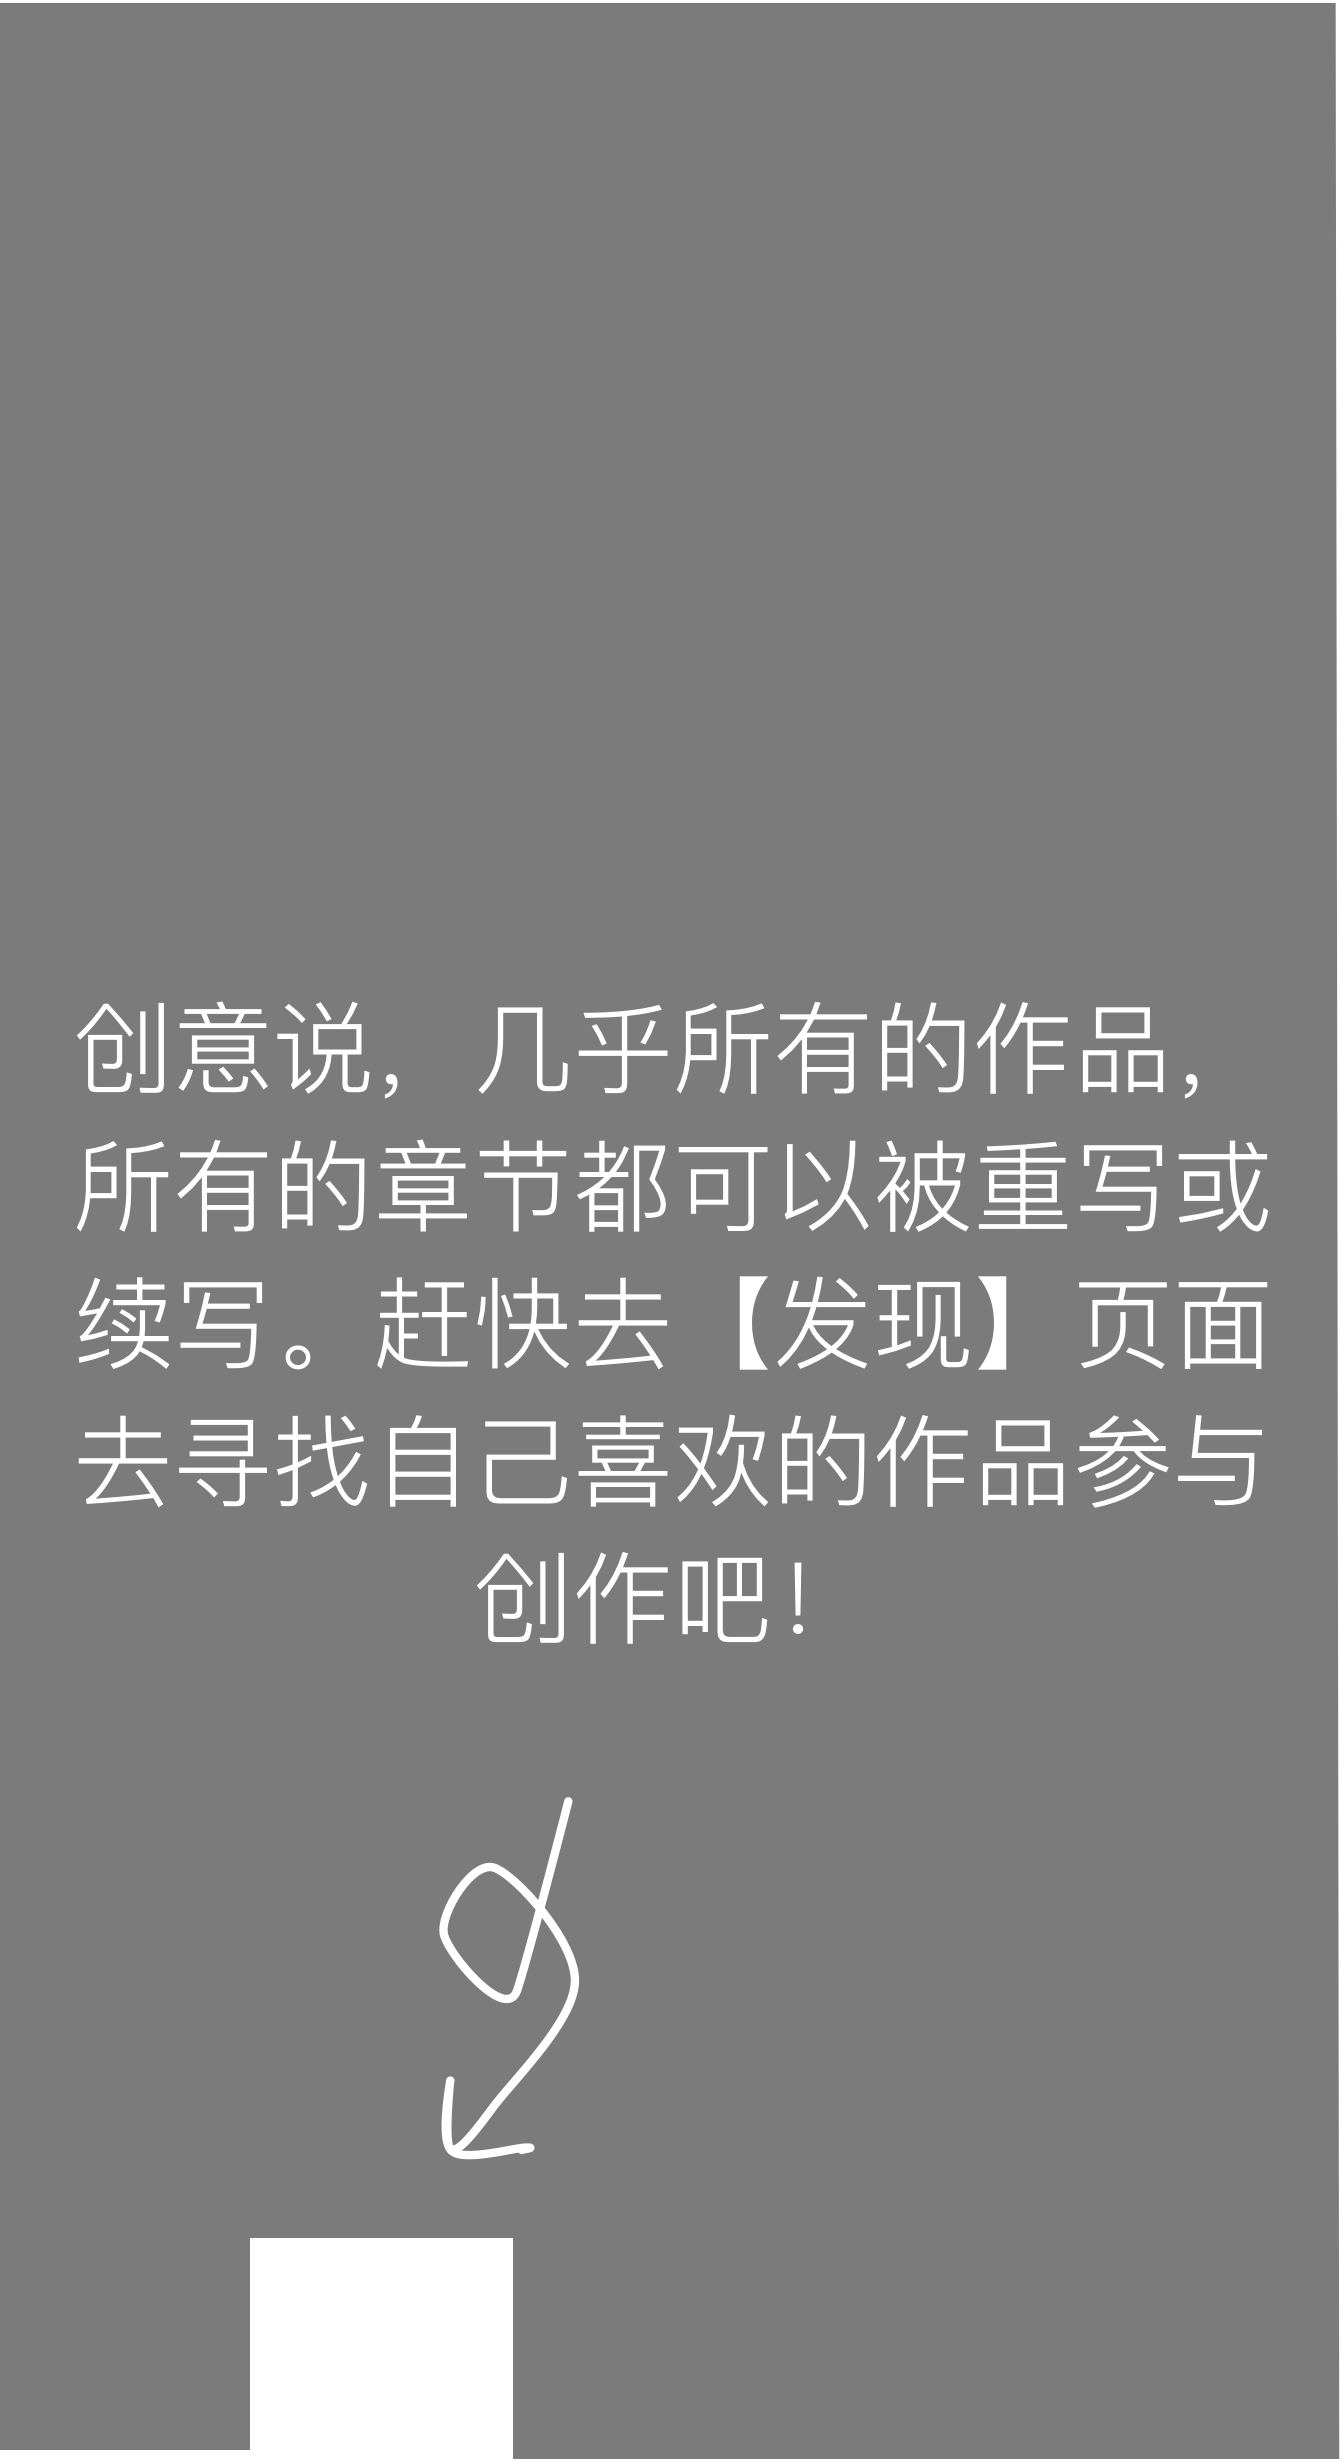 创意说，几乎所有的作品，
所有的章节都可以被重写或
续写。赶快去【发现】页面
去寻找自己喜欢的作品参与
创作吧！